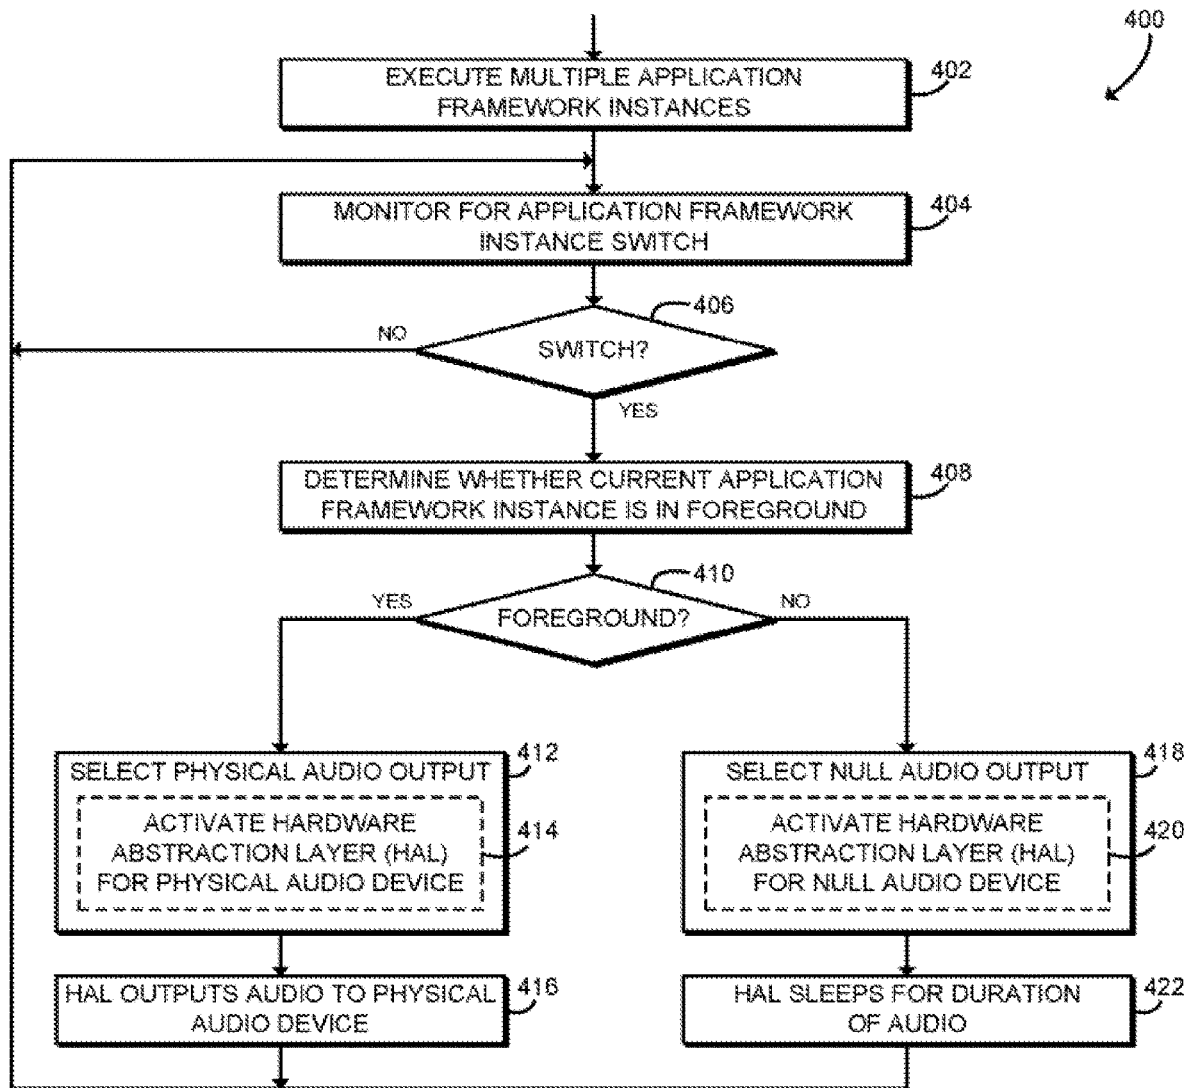 400
EXECUTE MULTIPLE APPLICATION
FRAMEWORK INSTANCES
402
MONITOR FOR APPLICATION FRAMEWORK
INSTANCE SWITCH
404
406
NO
SWITCH?
YES
DETERMINE WHETHER CURRENT APPLICATION
FRAMEWORK INSTANCE IS IN FOREGROUND
408
410
YES
FOREGROUND?
NO
SELECT PHYSICAL AUDIO OUTPUT
412
ACTIVATE HARDWARE
ABSTRACTION LAYER (HAL)
FOR PHYSICAL AUDIO DEVICE
414
HAL OUTPUTS AUDIO TO PHYSICAL
AUDIO DEVICE
416
SELECT NULL AUDIO OUTPUT
418
ACTIVATE HARDWARE
ABSTRACTION LAYER (HAL)
FOR NULL AUDIO DEVICE
420
HAL SLEEPS FOR DURATION
OF AUDIO
422